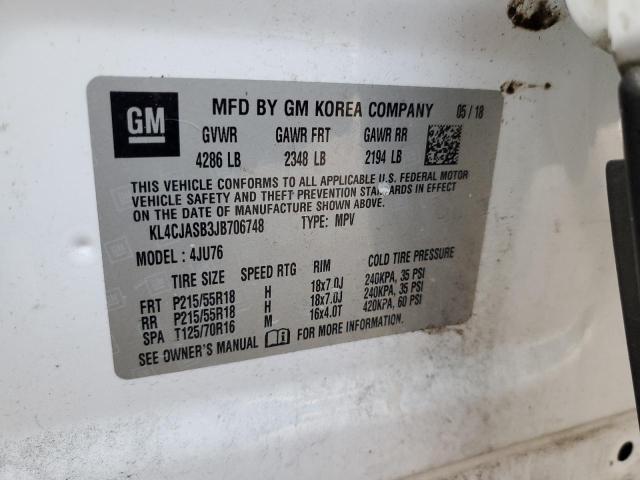 GM MFD BY GM KOREA COMPANY 05/18
GVWR GAWR FRT GAWR RR
4286 LB 2348 LB 2194 LB
THIS VEHICLE CONFORMS TO ALL APPLICABLE U.S. FEDERAL MOTOR
VEHICLE SAFETY AND THEFT PREVENTION STANDARDS IN EFFECT
ON THE DATE OF MANUFACTURE SHOWN ABOVE.
KL4CJASB3JB706748 TYPE: MPV
MODEL: 4JU76
TIRE SIZE SPEED RTG RIM COLD TIRE PRESSURE
FRT P215/55R18 H 18x7.0J 240KPA, 35 PSI
RR P215/55R18 H 18x7.0J 240KPA, 35 PSI
SPA T125/70R16 M 16x4.0T 420KPA, 60 PSI
SEE OWNER'S MANUAL FOR MORE INFORMATION.